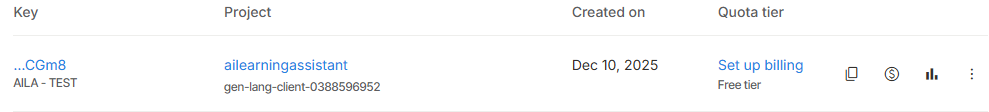 Key Project Created on Quota tier
...CGm8 ailearningassistant Dec 10, 2025 Set up billing
AILA - TEST gen-lang-client-0388596952 Free tier